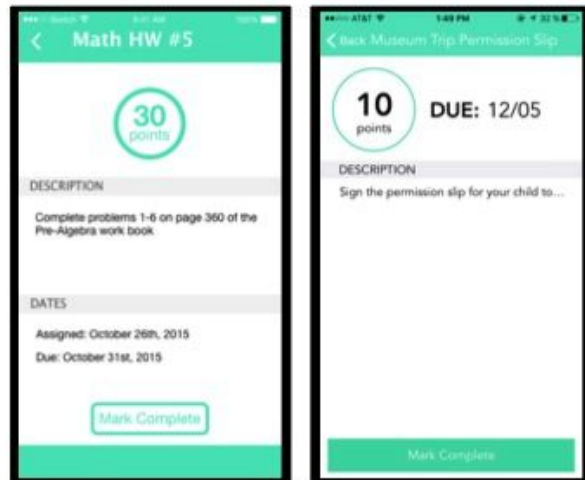 Math HW #5
30
points
DESCRIPTION
Complete problems 1-6 on page 360 of the
Pre-Algebra work book
DATES
Assigned: October 26th, 2015
Due: October 31st, 2015
Mark Complete
AT&T 1:49 PM 32 %
Back Museum Trip Permission Slip
10
points
DUE: 12/05
DESCRIPTION
Sign the permission slip for your child to...
Mark Complete